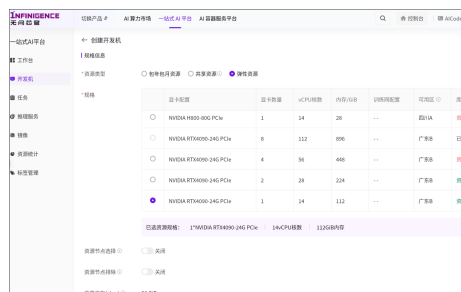 INFINIGENCE
无问芯穹
切换产品
AI 算力市场
一站式 AI 平台
AI 容器服务平台
控制台
AICode
一站式AI平台
工作台
开发机
任务
推理服务
镜像
资源统计
标签管理
← 创建开发机
规格信息
*资源类型
包年包月资源
共享资源
弹性资源
*规格
显卡配置 显卡数量 vCPU核数 内存/GiB 训练网配置 可用区
NVIDIA H800-80G PCIe 1 14 28 -- 四川A
NVIDIA RTX4090-24G PCIe 8 112 896 -- 广东B
NVIDIA RTX4090-24G PCIe 4 56 448 -- 广东B
NVIDIA RTX4090-24G PCIe 2 28 224 -- 广东B
NVIDIA RTX4090-24G PCIe 1 14 112 -- 广东B
已选资源规格: 1*NVIDIA RTX4090-24G PCIe 14vCPU核数 112GiB内存
资源节点选择 关闭
资源节点排除 关闭